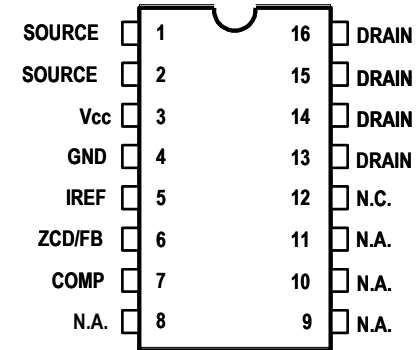 SOURCE 1 16 DRAIN
SOURCE 2 15 DRAIN
Vcc 3 14 DRAIN
GND 4 13 DRAIN
IREF 5 12 N.C.
ZCD/FB 6 11 N.A.
COMP 7 10 N.A.
N.A. 8 9 N.A.